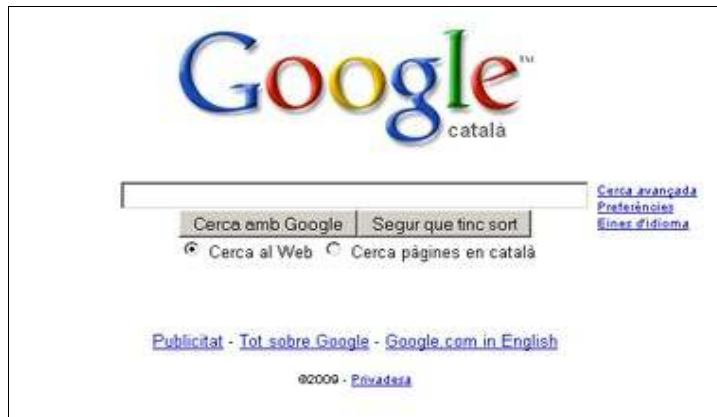 Google™
català
Cerca avançada
Preferències
Eines d'idioma
Cerca amb Google Segur que tinc sort
Cerca al Web Cerca pàgines en català
Publicitat - Tot sobre Google - Google.com in English
©2009 - Privadesa